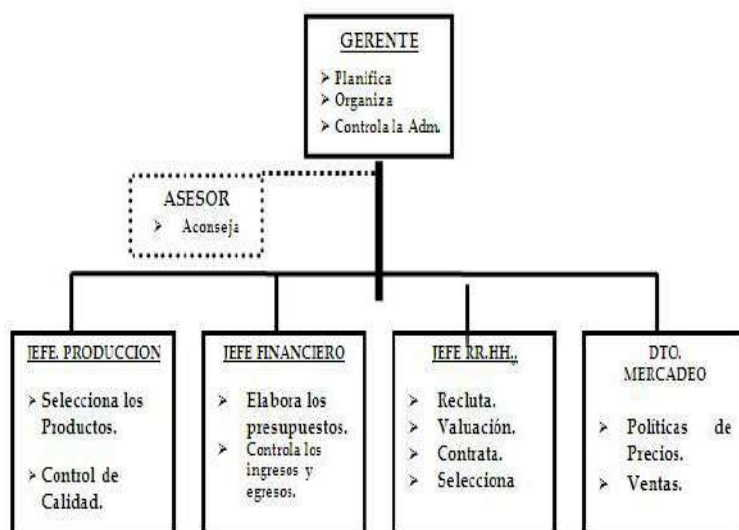 GERENTE
➤ Planifica
➤ Organiza
➤ Controla la Adm.
ASESOR
➤ Aconseja
JEFE. PRODUCCION
➤ Selecciona los
Productos.
➤ Control de
Calidad.
JEFE FINANCIERO
➤ Elabora los
presupuestos.
➤ Controla los
ingresos y
egresos.
JEFE RR.HH.,
➤ Recluta.
➤ Valuación.
➤ Contrata.
➤ Selecciona
DTO.
MERCADEO
➤ Políticas de
Precios.
➤ Ventas.